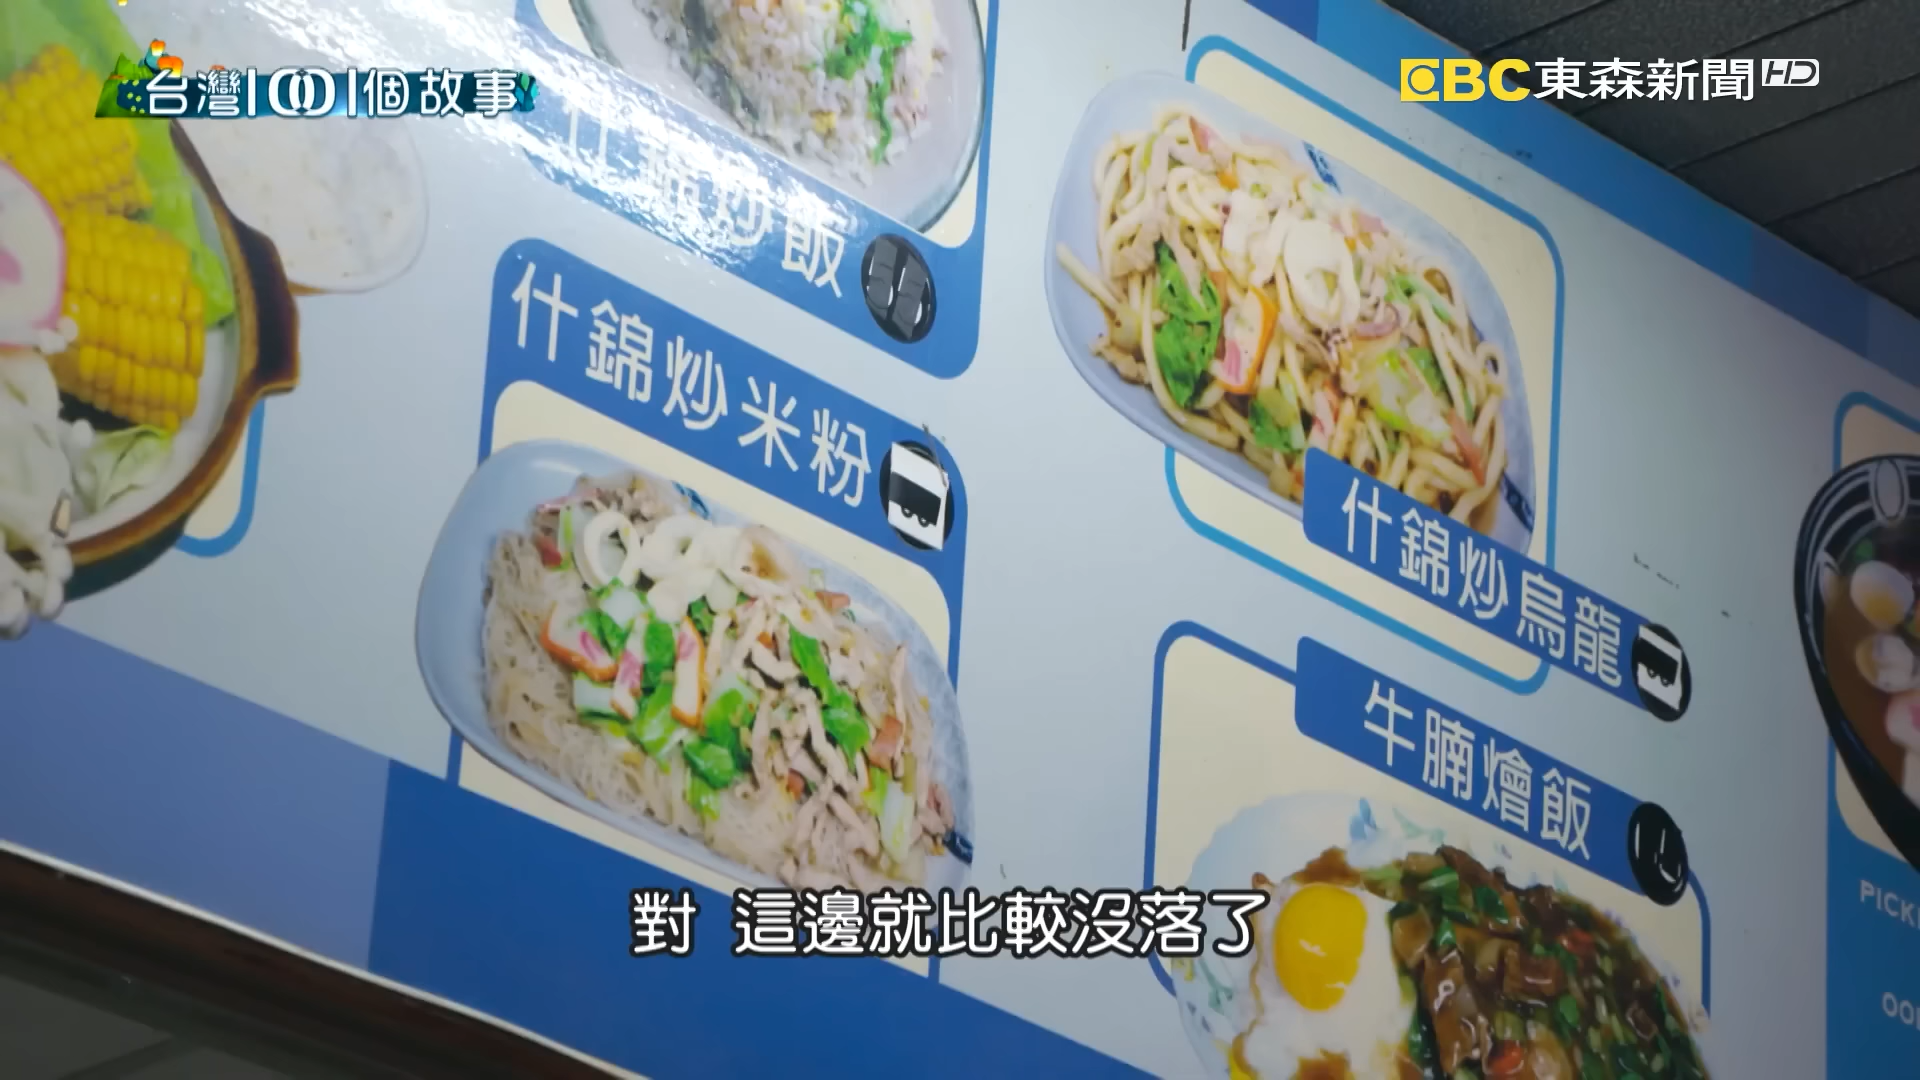 台灣1001個故事
EBC東森新聞HD
什錦炒飯
什錦炒米粉
什錦炒烏龍
牛腩燴飯
對 這邊就比較沒落了